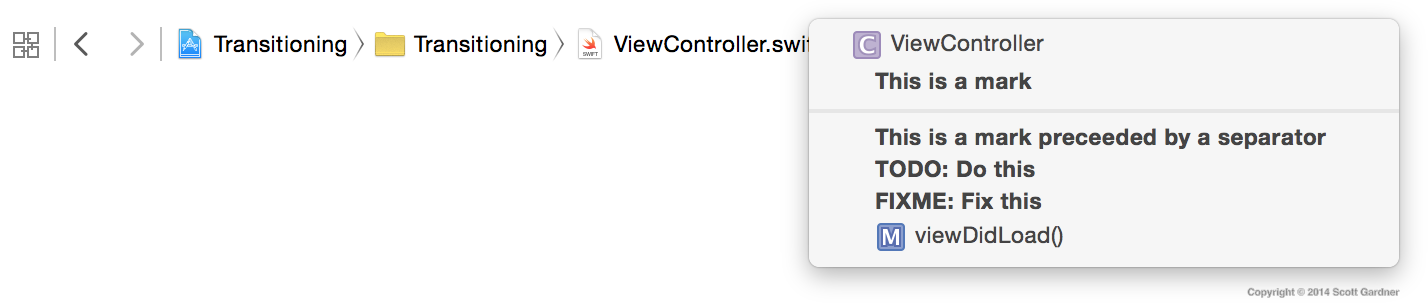 Transitioning
Transitioning
SWIFT
ViewController.swif
C ViewController
This is a mark
This is a mark preceeded by a separator
TODO: Do this
FIXME: Fix this
M viewDidLoad()
Copyright © 2014 Scott Gardner